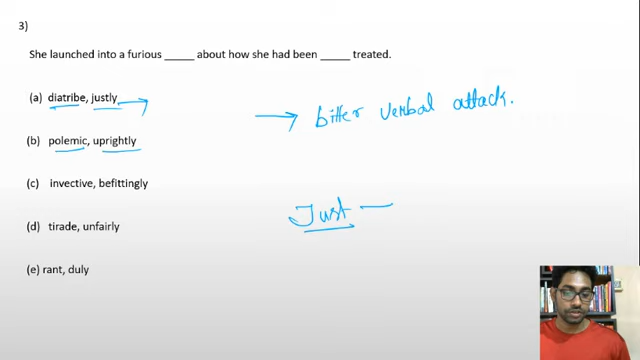 3)
She launched into a furious _____ about how she had been _____ treated.
(a) diatribe, justly
bitter verbal attack.
(b) polemic, uprightly
(c) invective, befittingly
Just
(d) tirade, unfairly
(e) rant, duly